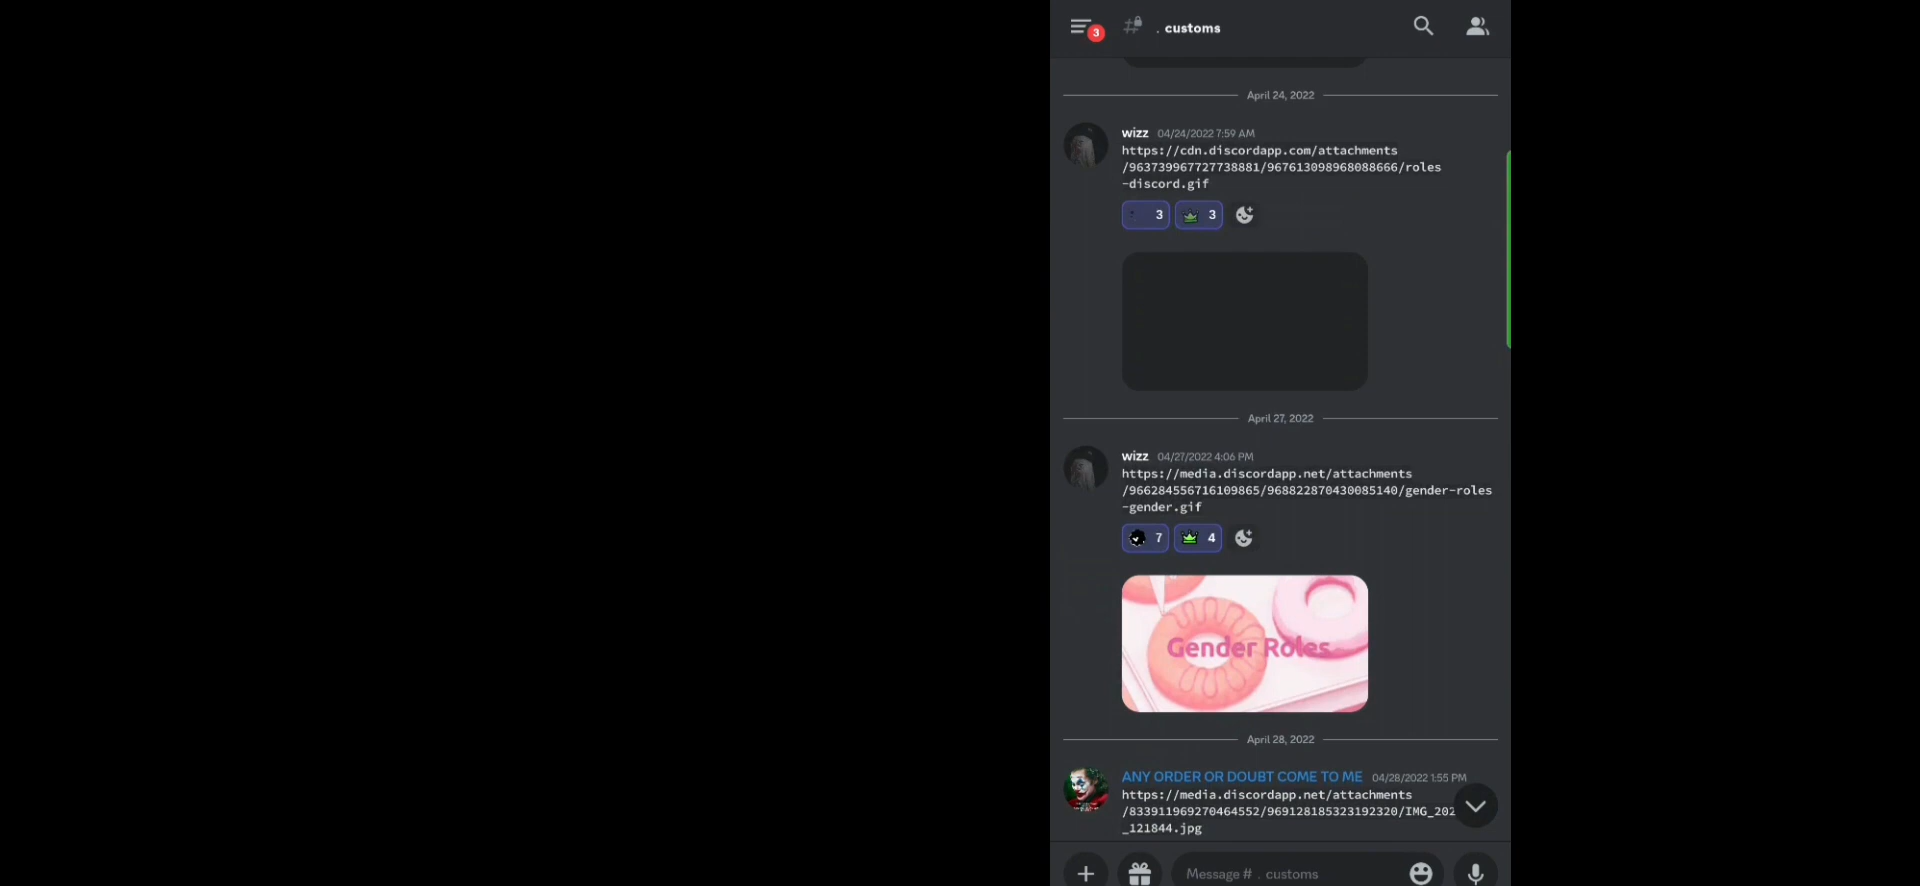 3
. customs
April 24, 2022
wizz 04/24/2022 7:59 AM
https://cdn.discordapp.com/attachments
/963739967727738881/967613098968088666/roles
-discord.gif
3 3
April 27, 2022
wizz 04/27/2022 4:06 PM
https://media.discordapp.net/attachments
/966284556716109865/968822870430085140/gender-roles
-gender.gif
7 4
Gender Roles
April 28, 2022
ANY ORDER OR DOUBT COME TO ME 04/28/2022 1:55 PM
https://media.discordapp.net/attachments
/833911969270464552/969128185323192320/IMG_202
_121844.jpg
Message # . customs